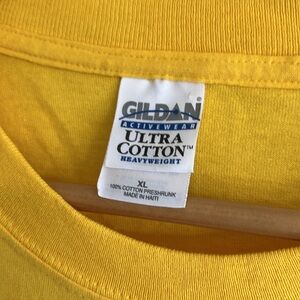 GILDAN®
ACTIVEWEAR
ULTRA
COTTON™
HEAVYWEIGHT
XL
100% COTTON PRESHRUNK
MADE IN HAITI